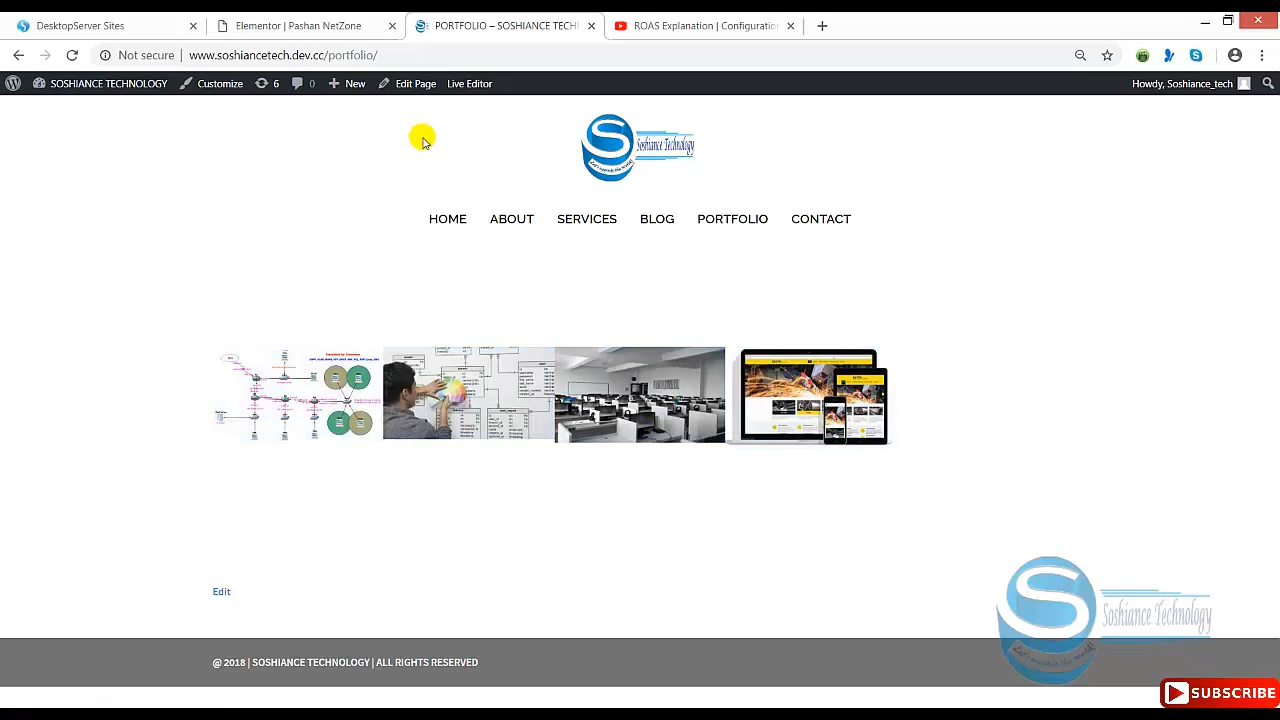 DesktopServer Sites
Elementor | Pashan NetZone
PORTFOLIO – SOSHIANCE TECH
ROAS Explanation | Configuration
Not secure
www.soshiancetech.dev.cc/portfolio/
SOSHIANCE TECHNOLOGY
Customize
6
0
New
Edit Page
Live Editor
Howdy, Soshiance_tech
Soshiance Technology
HOME
ABOUT
SERVICES
BLOG
PORTFOLIO
CONTACT
Edit
Soshiance Technology
@ 2018 | SOSHIANCE TECHNOLOGY | ALL RIGHTS RESERVED
SUBSCRIBE